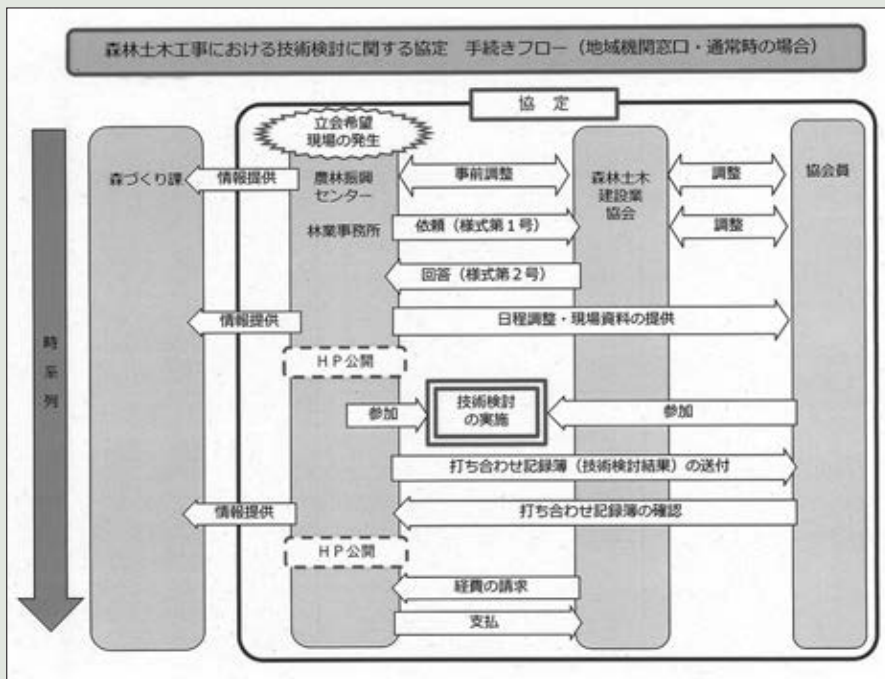 森林土木工事における技術検討に関する協定　手続きフロー（地域機関窓口・通常時の場合）
協　定
立会希望
現場の発生
時系列
森づくり課
情報提供
農林振興
センター
林業事務所
事前調整
森林土木
建設業
協会
調整
協会員
依頼（様式第１号）
調整
回答（様式第２号）
情報提供
日程調整・現場資料の提供
ＨＰ公開
参加
技術検討
の実施
参加
打ち合わせ記録簿（技術検討結果）の送付
情報提供
打ち合わせ記録簿の確認
ＨＰ公開
経費の請求
支払